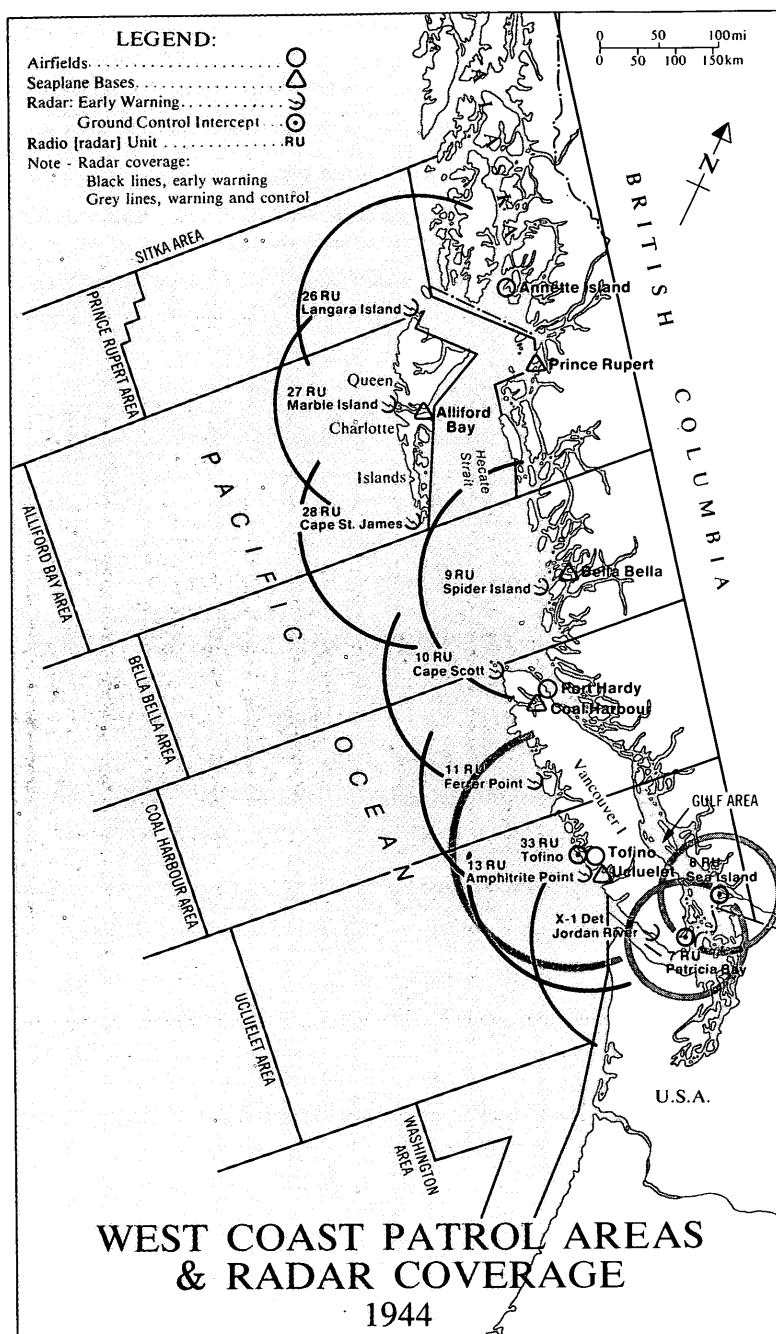 LEGEND:
Airfields
Seaplane Bases
Radar: Early Warning
Ground Control Intercept
Radio [radar] Unit RU
Note - Radar coverage:
Black lines, early warning
Grey lines, warning and control
0 50 100mi
0 50 100 150km
N
BRITISH COLUMBIA
SITKA AREA
PRINCE RUPERT AREA
ALLIFORD BAY AREA
BELLA BELLA AREA
COAL HARBOUR AREA
UCLUELET AREA
WASHINGTON
AREA
PACIFIC
OCEAN
26 RU
Langara Island
Annette Island
Prince Rupert
27 RU
Marble Island
Queen
Charlotte
Islands
Alliford
Bay
Hecate
Strait
28 RU
Cape St. James
9 RU
Spider Island
Bella Bella
10 RU
Cape Scott
Port Hardy
Coal Harbour
11 RU
Ferrer Point
Vancouver I
GULF AREA
33 RU
Tofino
Tofino
13 RU
Amphitrite Point
Ucluelet
8 RU
Sea Island
X-1 Det
Jordan River
7 RU
Patricia Bay
U.S.A.
WEST COAST PATROL AREAS
& RADAR COVERAGE
1944